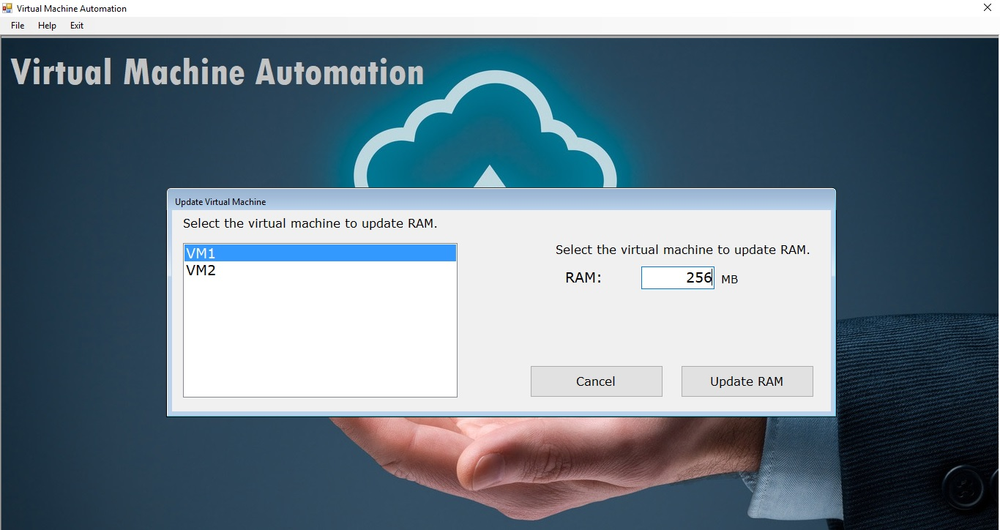 Virtual Machine Automation
File Help Exit
Virtual Machine Automation
Update Virtual Machine
Select the virtual machine to update RAM.
VM1
VM2
Select the virtual machine to update RAM.
RAM: 256 MB
Cancel Update RAM